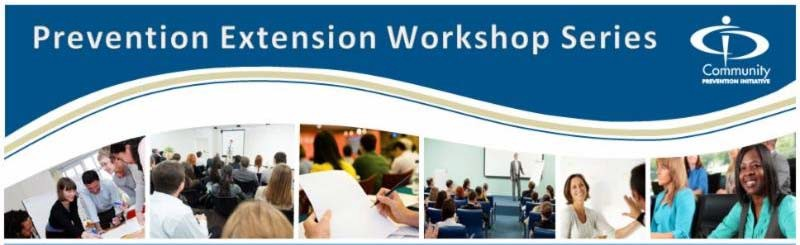 Prevention Extension Workshop Series
Community
PREVENTION INITIATIVE